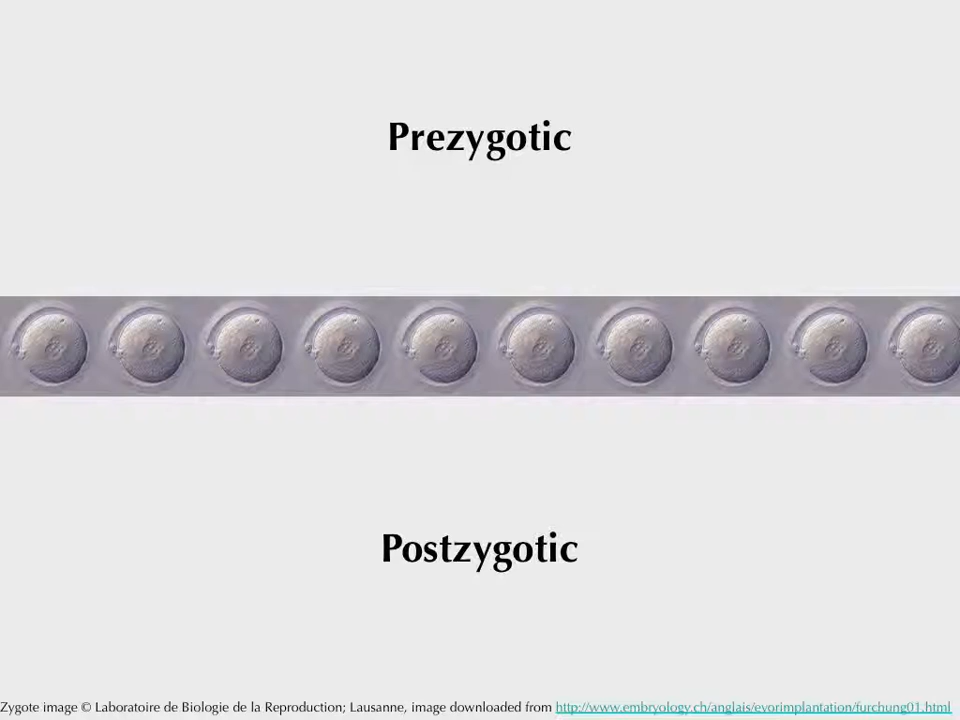 Prezygotic
Postzygotic
Zygote image © Laboratoire de Biologie de la Reproduction; Lausanne, image downloaded from http://www.embryology.ch/anglais/evorimplantation/furchung01.html